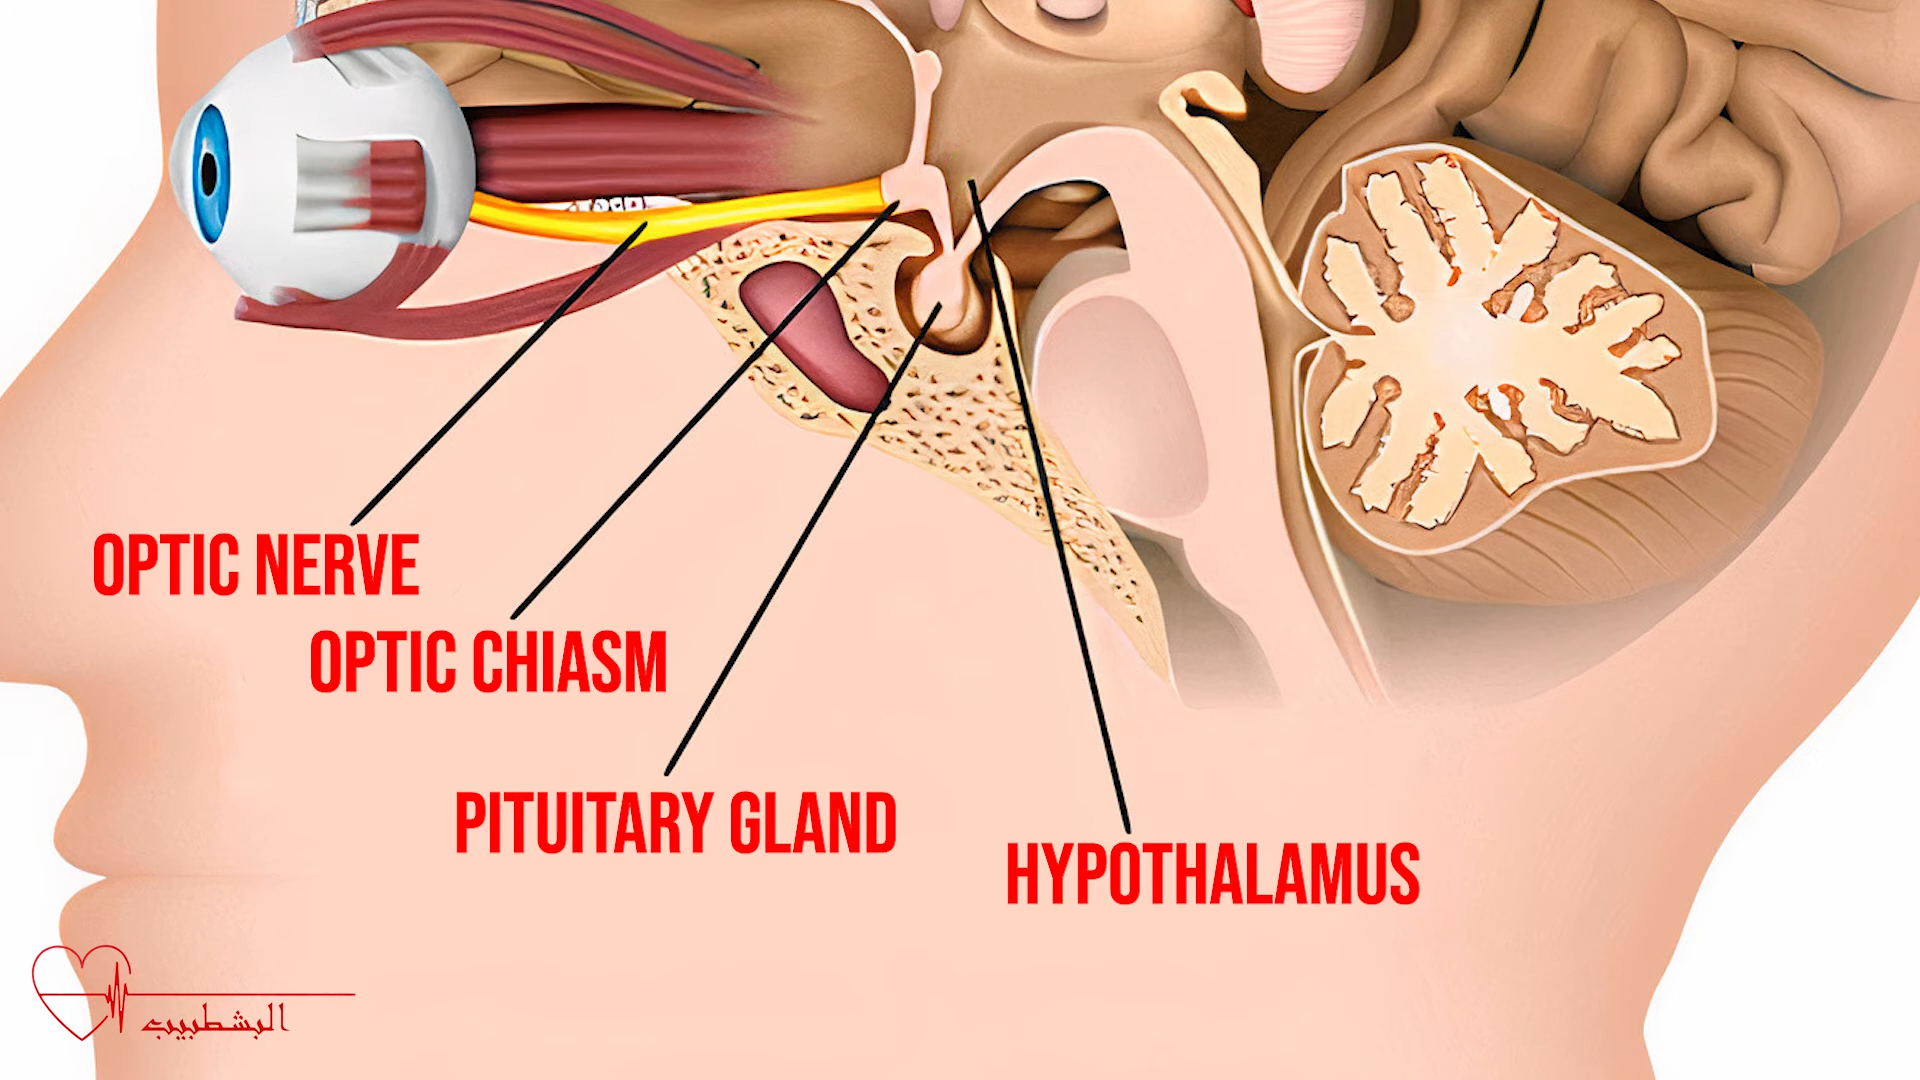 OPTIC NERVE
OPTIC CHIASM
PITUITARY GLAND
HYPOTHALAMUS
البشطبيب